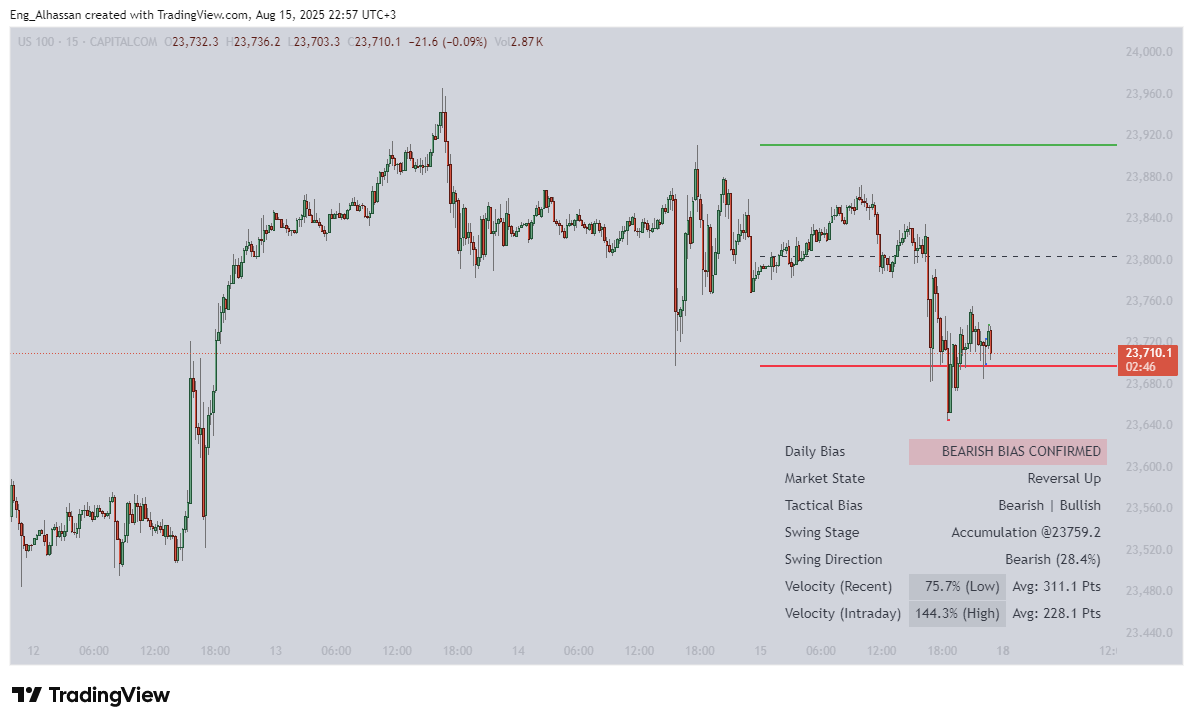 Eng_Alhassan created with TradingView.com, Aug 15, 2025 22:57 UTC+3
US 100 · 15 · CAPITALCOM O23,732.3 H23,736.2 L23,703.3 C23,710.1 −21.6 (−0.09%) Vol2.87 K
24,000.0
23,960.0
23,920.0
23,880.0
23,840.0
23,800.0
23,760.0
23,720.0
23,710.1
02:46
23,680.0
23,640.0
23,600.0
23,560.0
23,520.0
23,480.0
23,440.0
Daily Bias BEARISH BIAS CONFIRMED
Market State Reversal Up
Tactical Bias Bearish | Bullish
Swing Stage Accumulation @23759.2
Swing Direction Bearish (28.4%)
Velocity (Recent) 75.7% (Low) Avg: 311.1 Pts
Velocity (Intraday) 144.3% (High) Avg: 228.1 Pts
12 06:00 12:00 18:00 13 06:00 12:00 18:00 14 06:00 12:00 18:00 15 06:00 12:00 18:00 18
TradingView